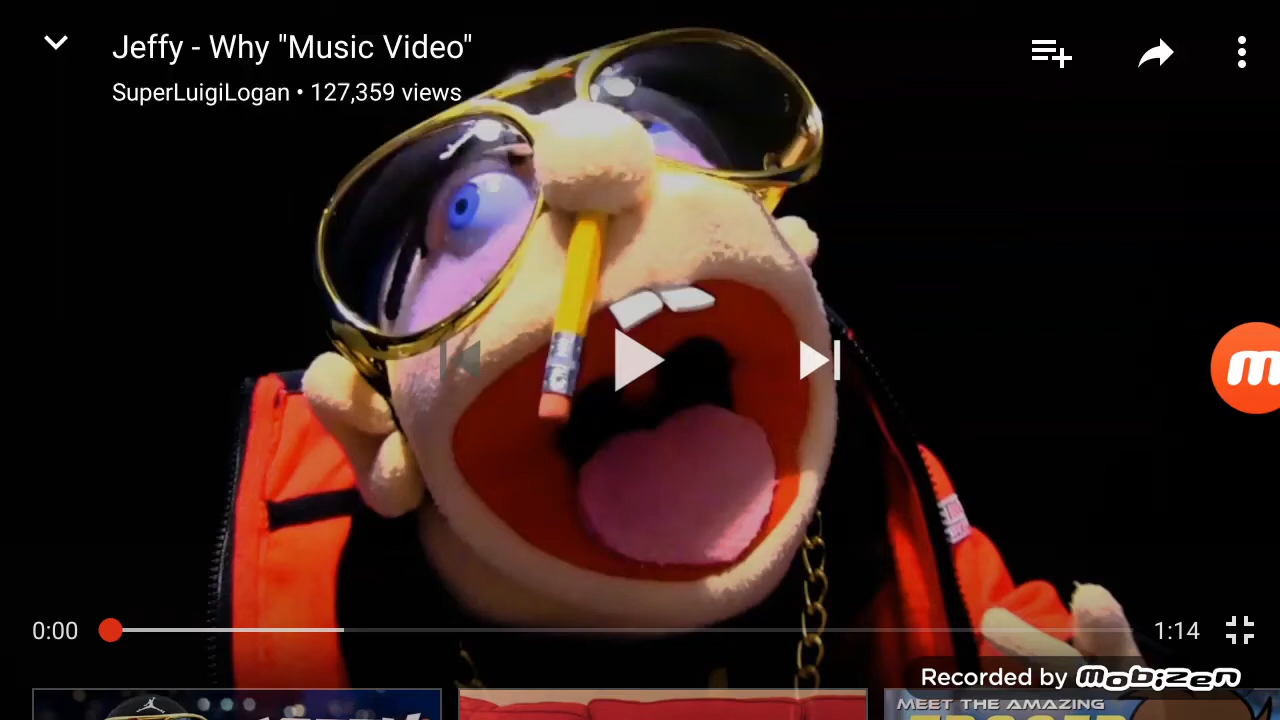 Jeffy - Why "Music Video"
SuperLuigiLogan • 127,359 views
0:00
1:14
Recorded by mobizen
MEET THE AMAZING